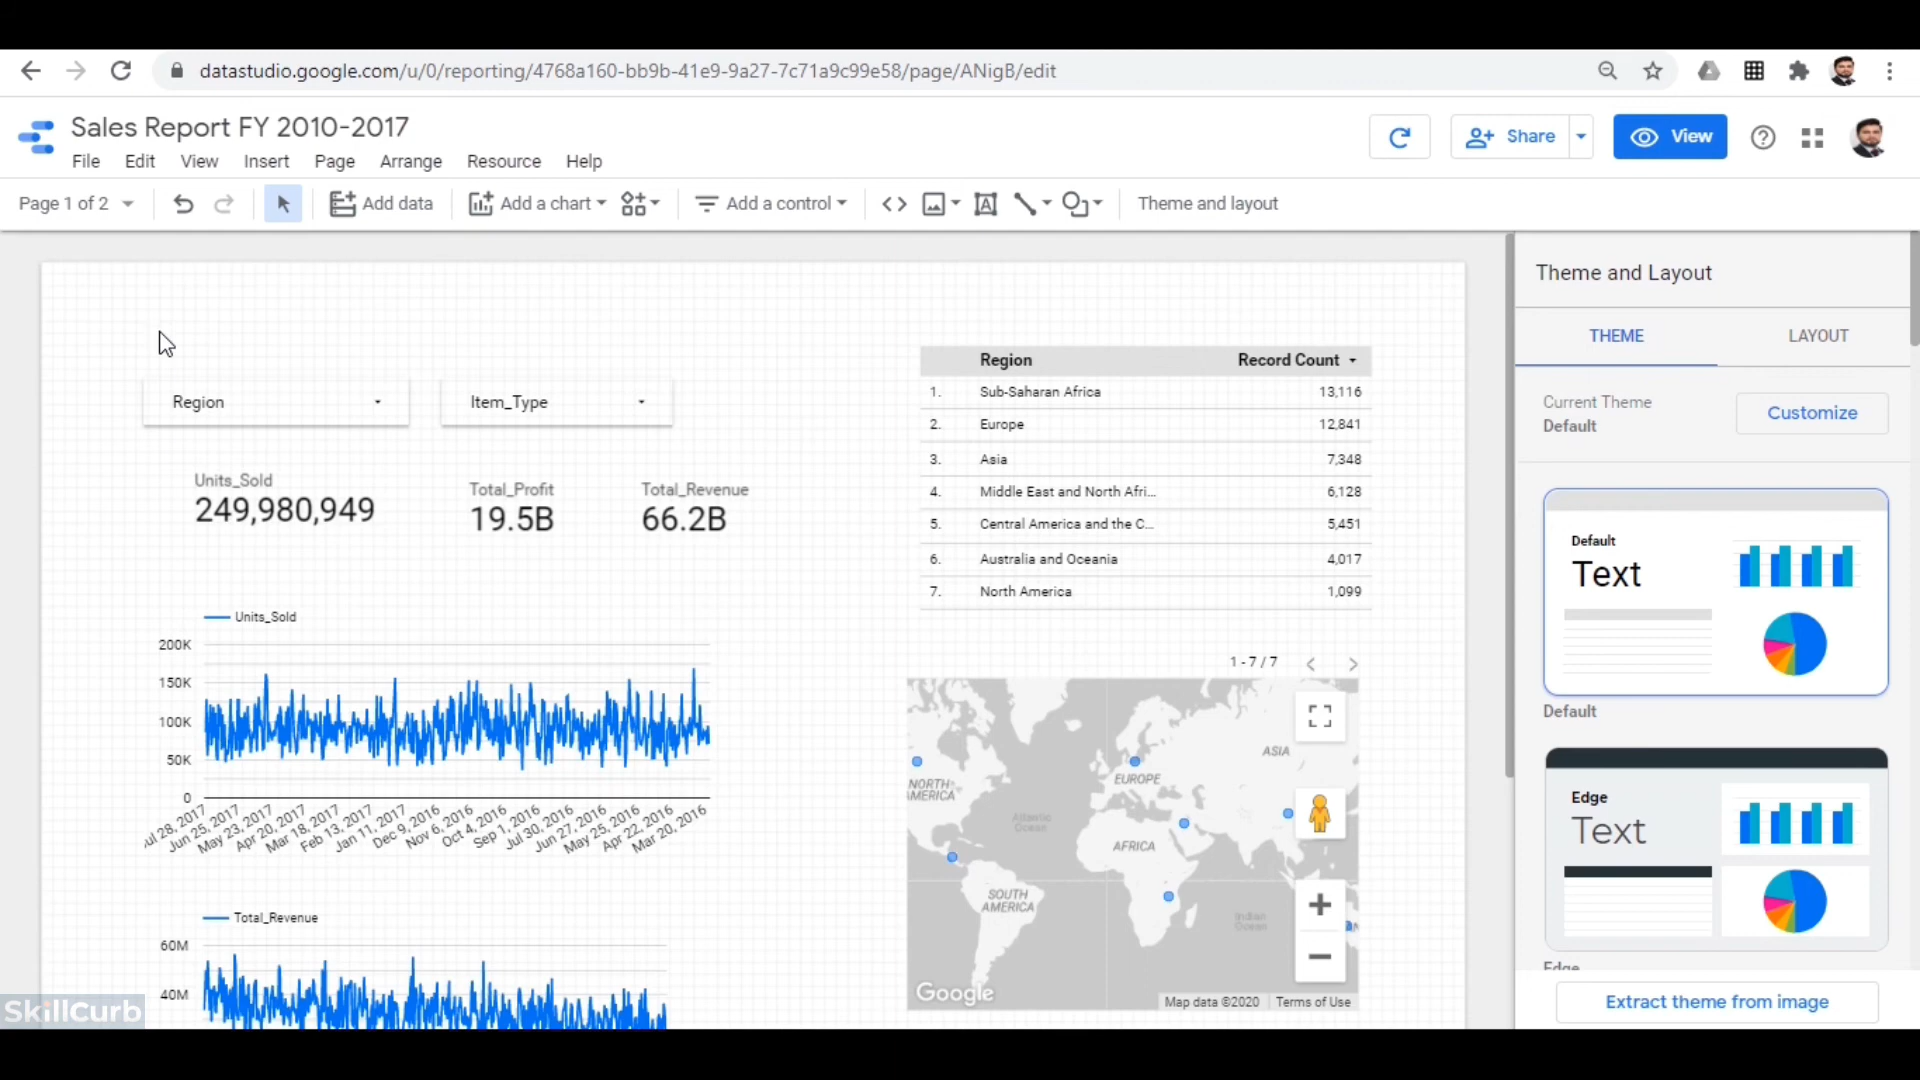 datastudio.google.com/u/0/reporting/4768a160-bb9b-41e9-9a27-7c71a9c99e58/page/ANigB/edit
Sales Report FY 2010-2017
File Edit View Insert Page Arrange Resource Help
Share
View
Page 1 of 2
Add data
Add a chart
Add a control
Theme and layout
Region
Item_Type
Units_Sold
249,980,949
Total_Profit
19.5B
Total_Revenue
66.2B
Units_Sold
200K
150K
100K
50K
0
Jun 25, 2017
May 23, 2017
Apr 20, 2017
Mar 18, 2017
Feb 13, 2017
Jan 11, 2017
Dec 9, 2016
Nov 6, 2016
Oct 4, 2016
Sep 1, 2016
Jul 30, 2016
Jun 27, 2016
May 25, 2016
Apr 22, 2016
Mar 20, 2016
Total_Revenue
60M
40M
SkillCurb
Region Record Count
1. Sub-Saharan Africa 13,116
2. Europe 12,841
3. Asia 7,348
4. Middle East and North Afri... 6,128
5. Central America and the C... 5,451
6. Australia and Oceania 4,017
7. North America 1,099
1 - 7 / 7
ASIA
EUROPE
NORTH
AMERICA
Atlantic
Ocean
AFRICA
SOUTH
AMERICA
Indian
Ocean
Google
Map data ©2020 Terms of Use
Theme and Layout
THEME LAYOUT
Current Theme
Default
Customize
Default
Text
Default
Edge
Text
Edge
Extract theme from image